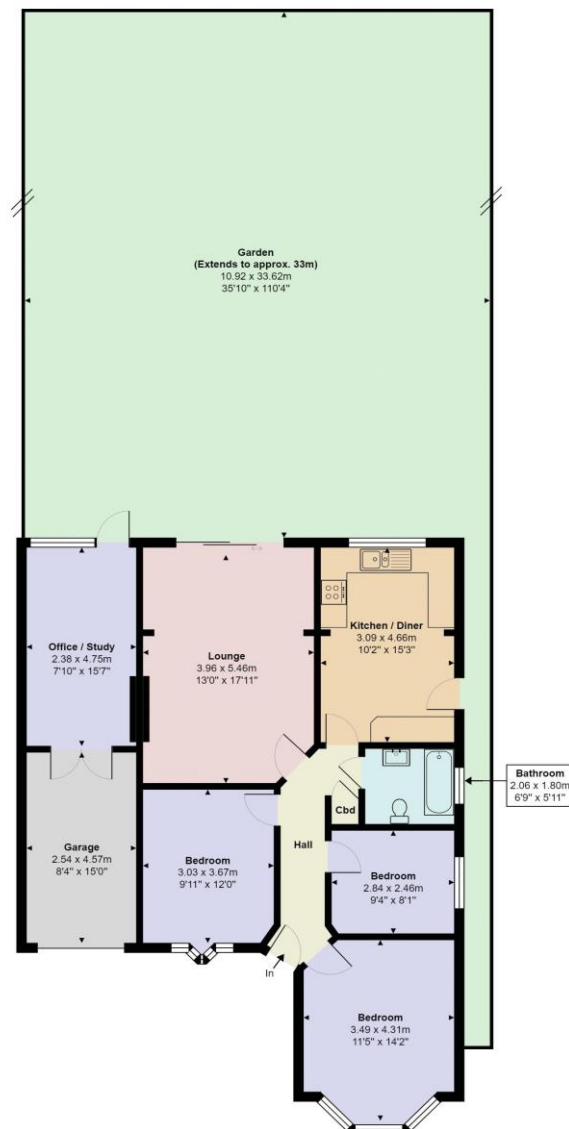 Garden
(Extends to approx. 33m)
10.92 x 33.62m
35'10" x 110'4"
Office / Study
2.38 x 4.75m
7'10" x 15'7"
Lounge
3.96 x 5.46m
13'0" x 17'11"
Kitchen / Diner
3.09 x 4.66m
10'2" x 15'3"
Bathroom
2.06 x 1.80m
6'9" x 5'11"
Cbd
Hall
Garage
2.54 x 4.57m
8'4" x 15'0"
Bedroom
3.03 x 3.67m
9'11" x 12'0"
Bedroom
2.84 x 2.46m
9'4" x 8'1"
In
Bedroom
3.49 x 4.31m
11'5" x 14'2"